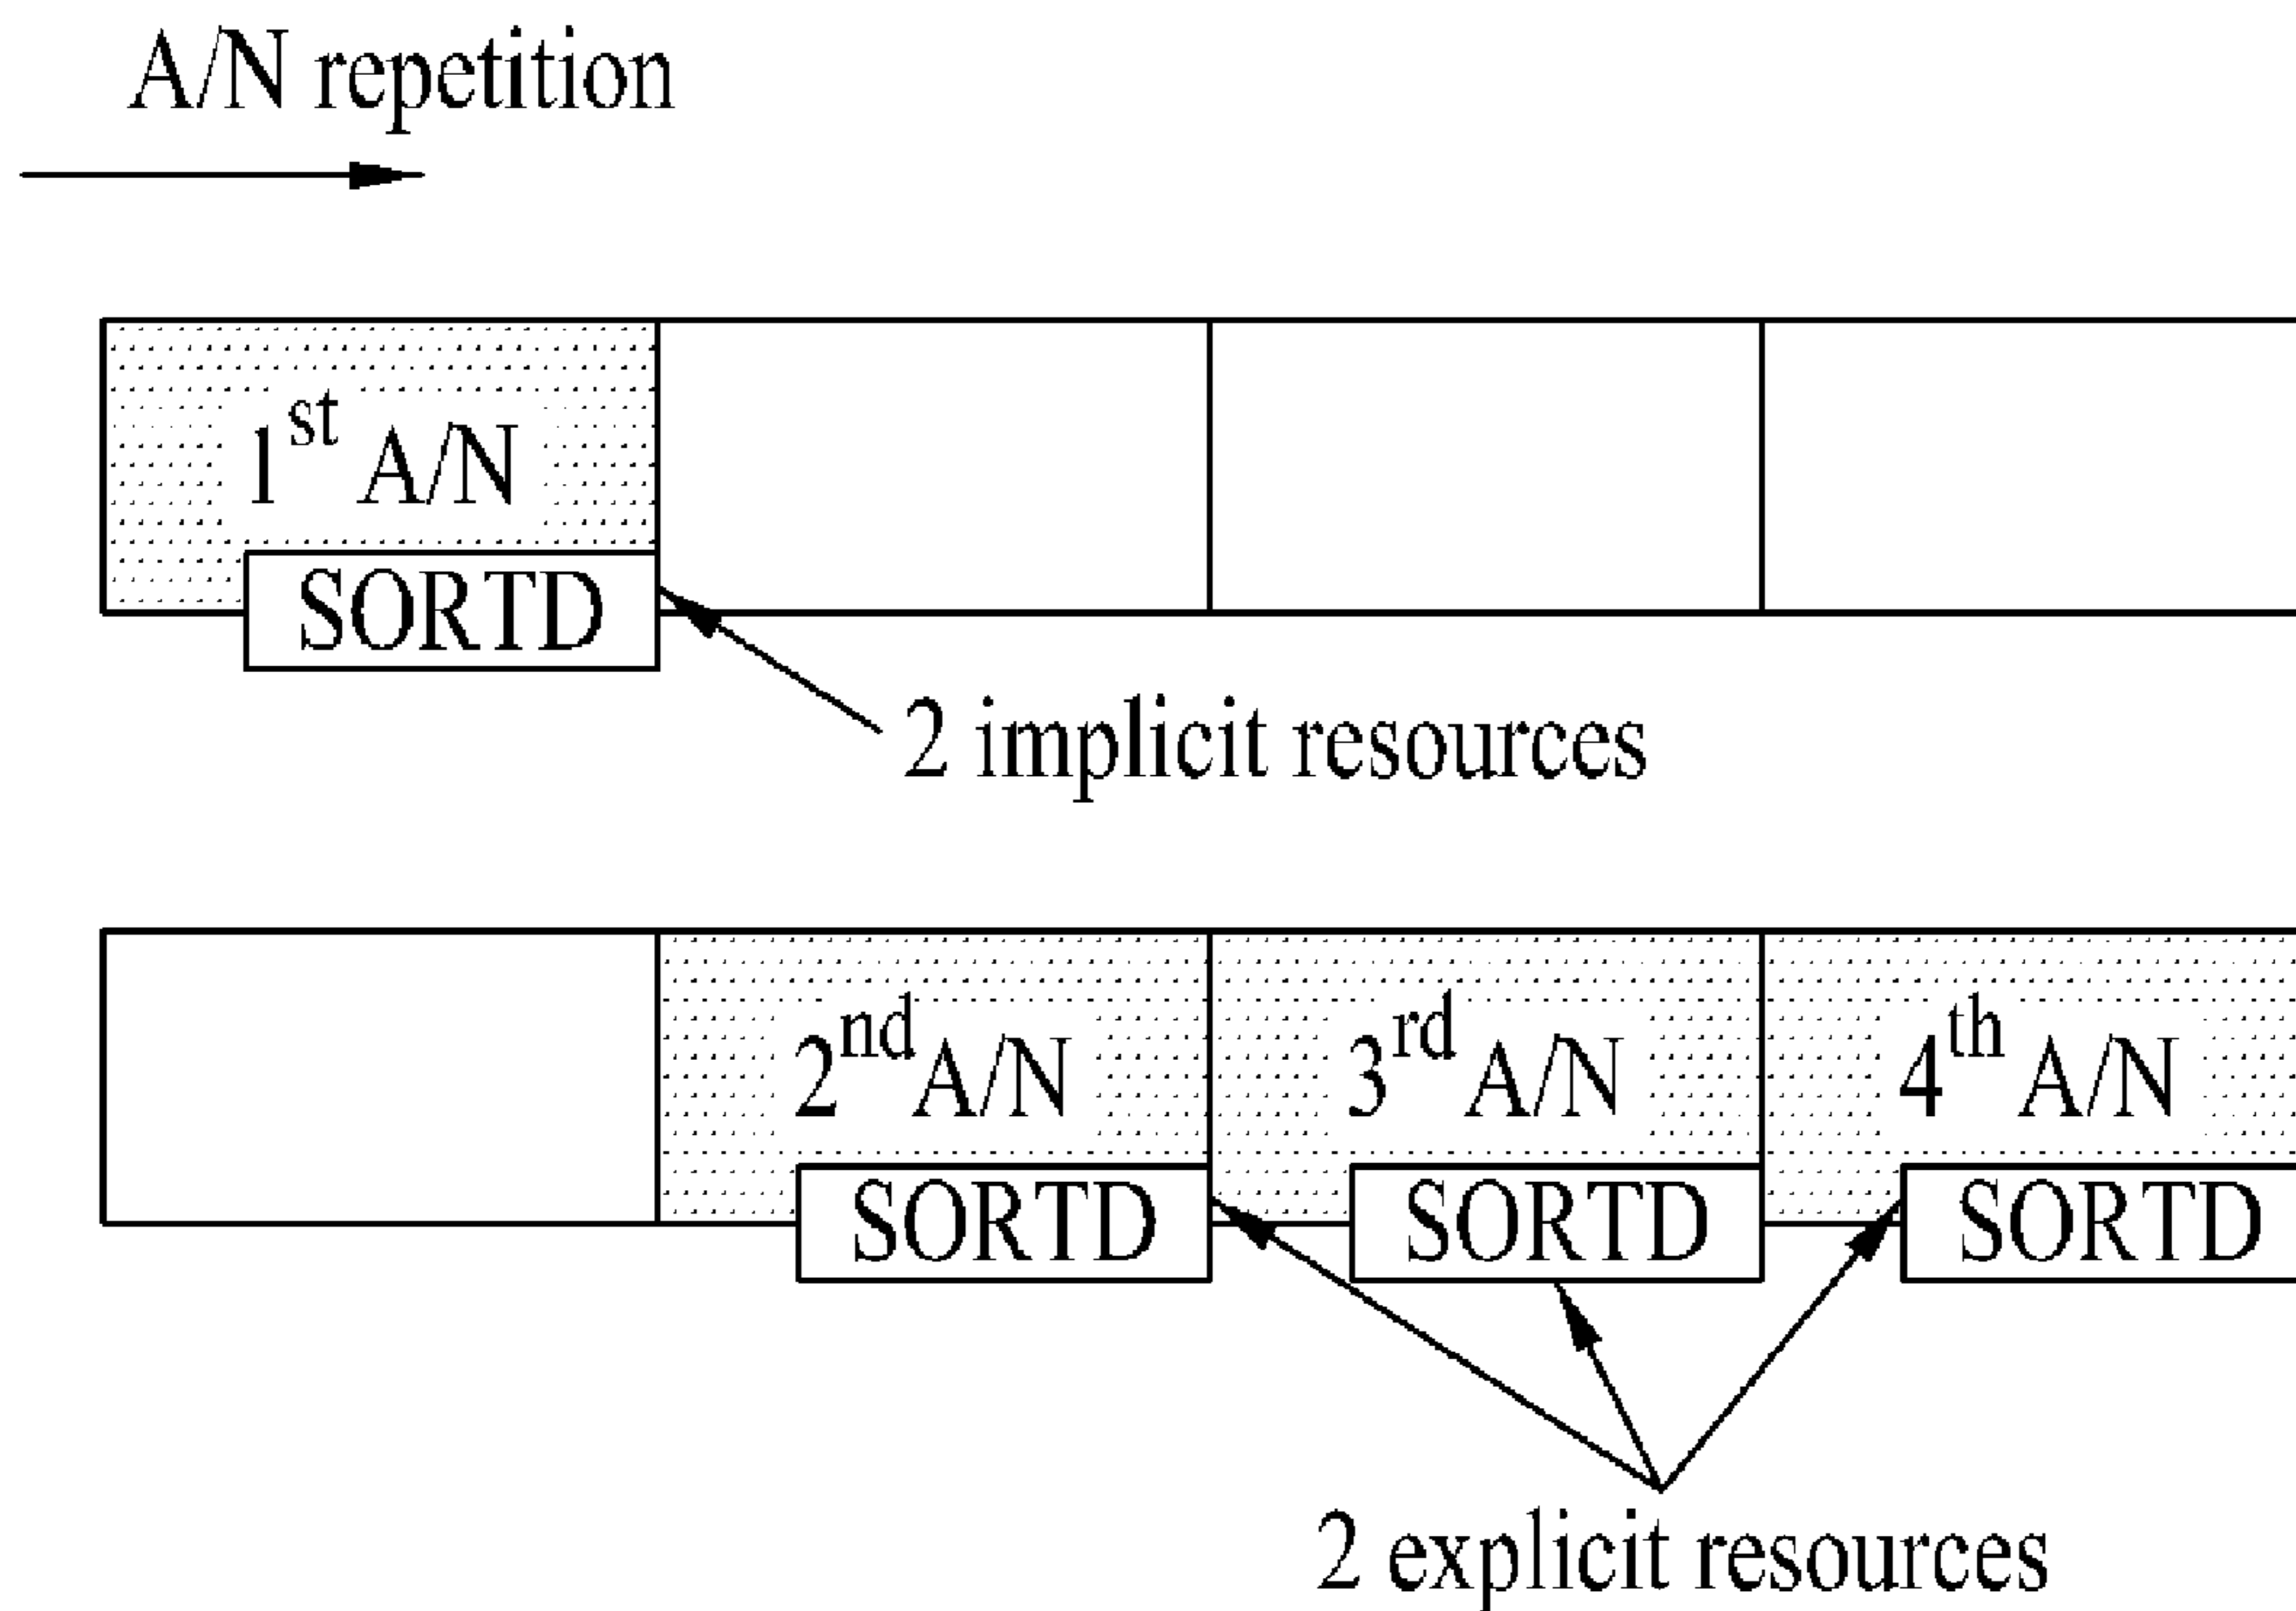 A/N repetition
1st A/N
SORTD
2 implicit resources
2nd A/N
3rd A/N
4th A/N
SORTD
SORTD
SORTD
2 explicit resources